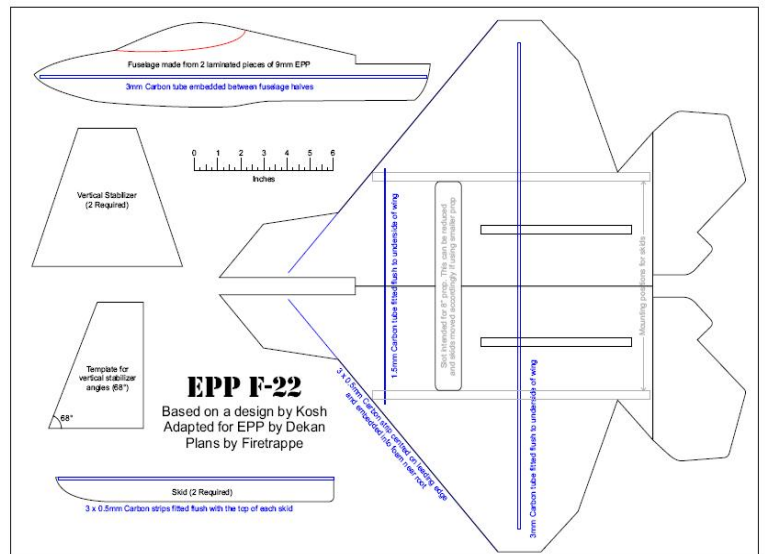 Fuselage made from 2 laminated pieces of 9mm EPP
3mm Carbon tube embedded between fuselage halves
0 1 2 3 4 5 6
Inches
Vertical Stabilizer
(2 Required)
Template for
vertical stabilizer
angles (68°)
68°
EPP F-22
Based on a design by Kosh
Adapted for EPP by Dekan
Plans by Firetrappe
Skid (2 Required)
3 x 0.5mm Carbon strips fitted flush with the top of each skid
3 x 0.5mm Carbon strip centred on leading edge
and embedded into foam near root
1.5mm Carbon tube fitted flush to underside of wing
Slot intended for 8" prop. This can be reduced
and skids moved accordingly if using smaller prop
3mm Carbon tube fitted flush to underside of wing
Mounting positions for skids